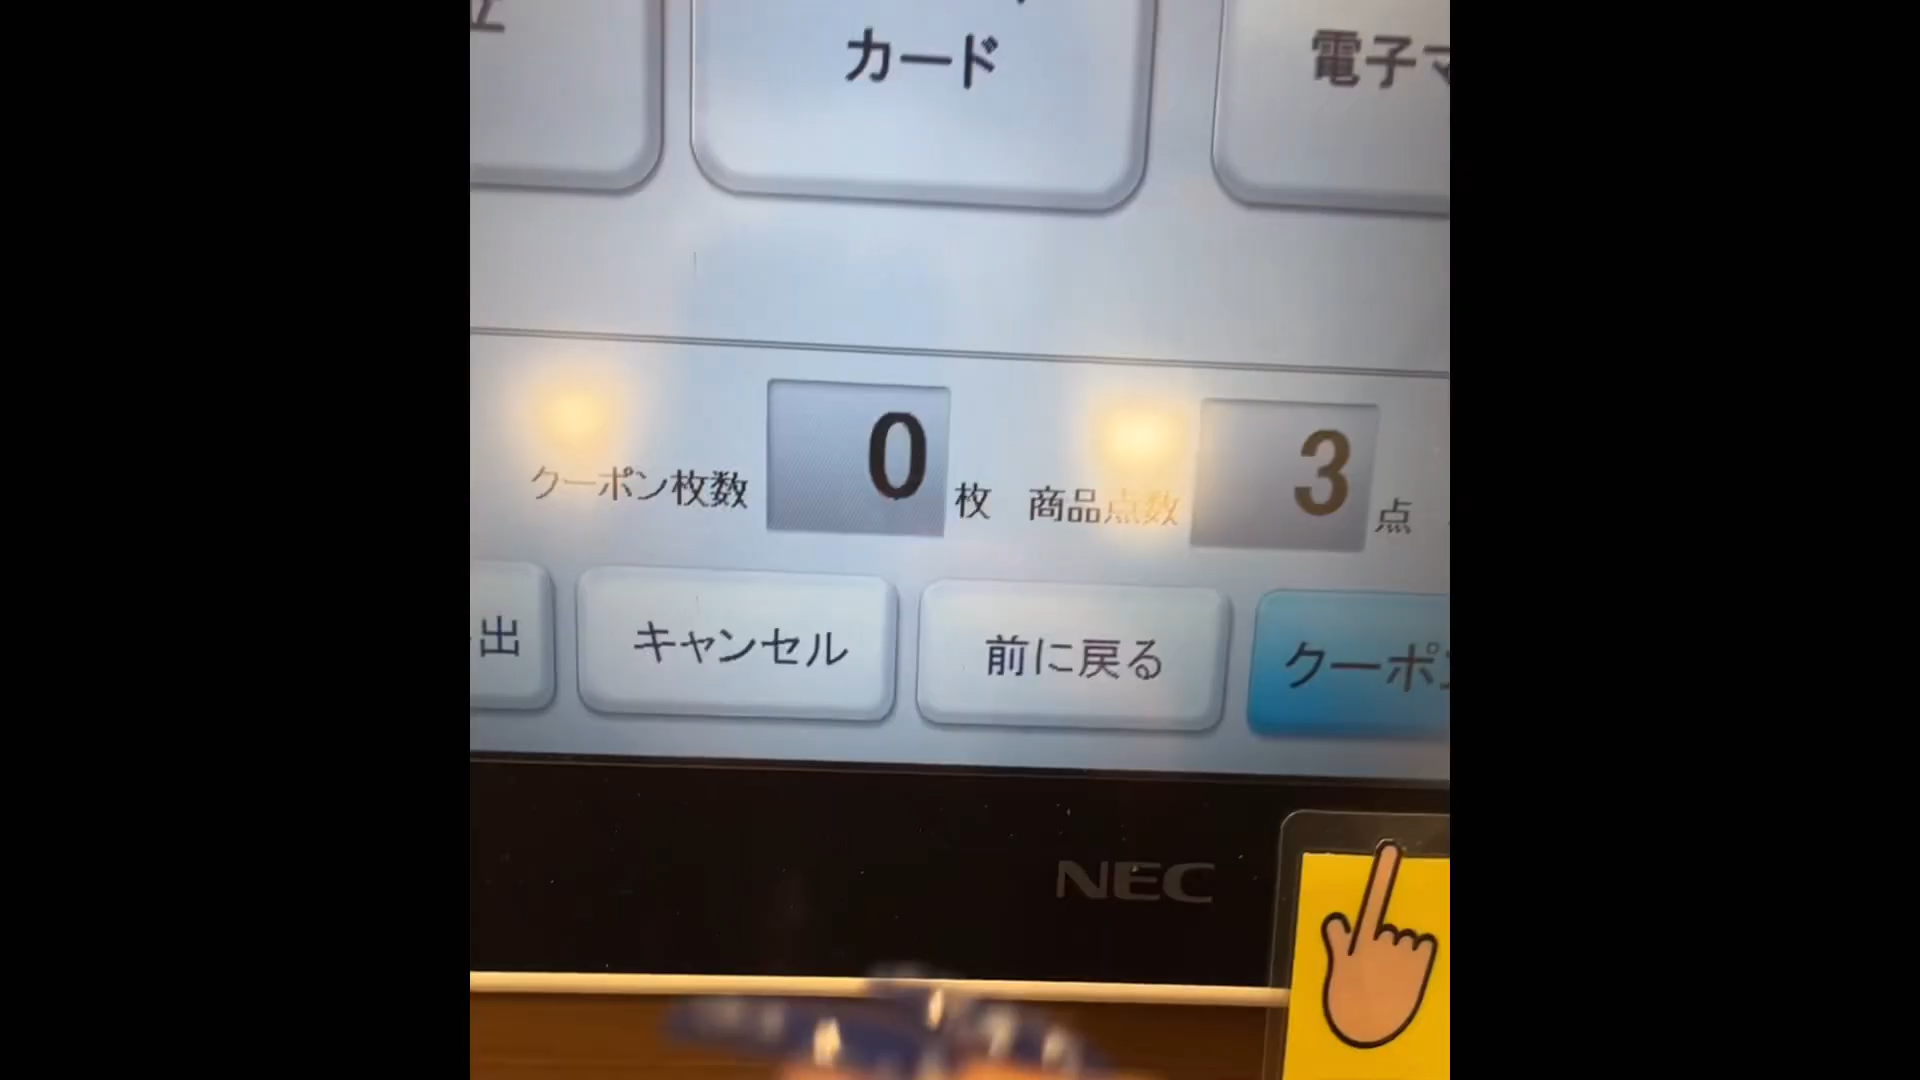 カード
電子マ
クーポン枚数 0 枚 商品点数 3 点
出 キャンセル 前に戻る クーポン
NEC